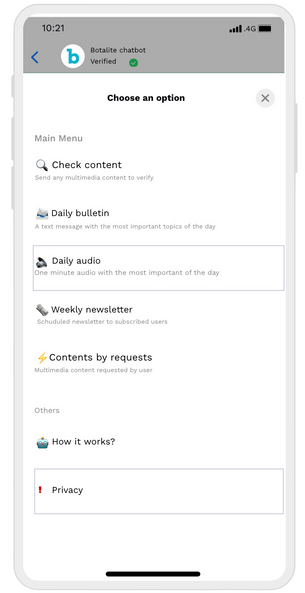 10:21
.4G
b
Botalite chatbot
Verified
Choose an option
Main Menu
Check content
Send any multimedia content to verify
Daily bulletin
A text message with the most important topics of the day
Daily audio
One minute audio with the most important of the day
Weekly newsletter
Schuduled newsletter to subscribed users
Contents by requests
Multimedia content requested by user
Others
How it works?
Privacy